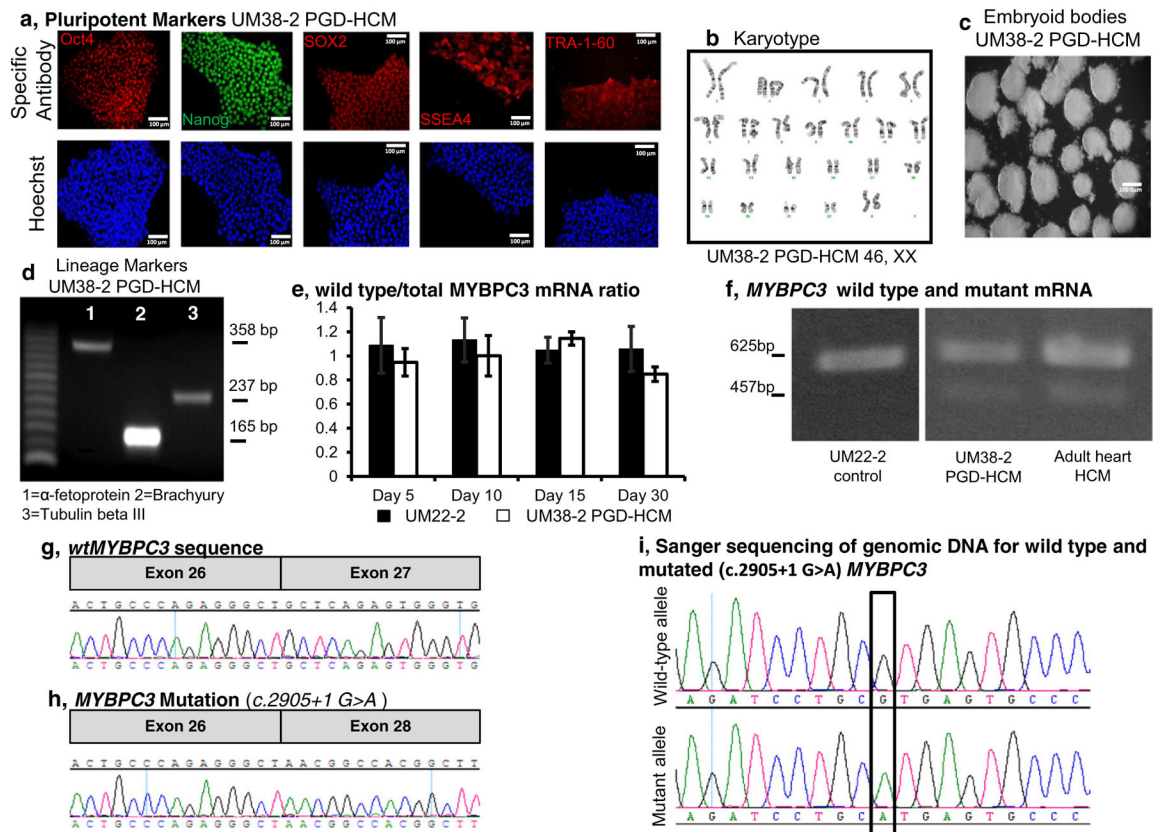 a, Pluripotent Markers UM38-2 PGD-HCM
Specific Antibody
Oct4
100 µm
Nanog
100 µm
SOX2
100 µm
SSEA4
100 µm
TRA-1-60
100 µm
Hoechst
100 µm
100 µm
100 µm
100 µm
100 µm
b Karyotype
UM38-2 PGD-HCM 46, XX
c Embryoid bodies
UM38-2 PGD-HCM
d Lineage Markers
UM38-2 PGD-HCM
1 2 3
358 bp
237 bp
165 bp
1=α-fetoprotein 2=Brachyury
3=Tubulin beta III
e, wild type/total MYBPC3 mRNA ratio
1.4
1.2
1
0.8
0.6
0.4
0.2
0
Day 5 Day 10 Day 15 Day 30
UM22-2 UM38-2 PGD-HCM
f, MYBPC3 wild type and mutant mRNA
625bp
457bp
UM22-2 control
UM38-2 PGD-HCM
Adult heart HCM
g, wtMYBPC3 sequence
Exon 26 Exon 27
A C T G C C C A G A G G G C T G C T C A G A G T G G G T G
A C T G C C C A G A G G G C T G C T C A G A G T G G G T G
h, MYBPC3 Mutation (c.2905+1 G>A )
Exon 26 Exon 28
A C T G C C C A G A G G G C T A A C G G C C A C G G C T T
A C T G C C C A G A G G G C T A A C G G C C A C G G C T T
i, Sanger sequencing of genomic DNA for wild type and
mutated (c.2905+1 G>A) MYBPC3
Wild-type allele
A G A T C C T G C G T G A G T G C C C
Mutant allele
A G A T C C T G C A T G A G T G C C C